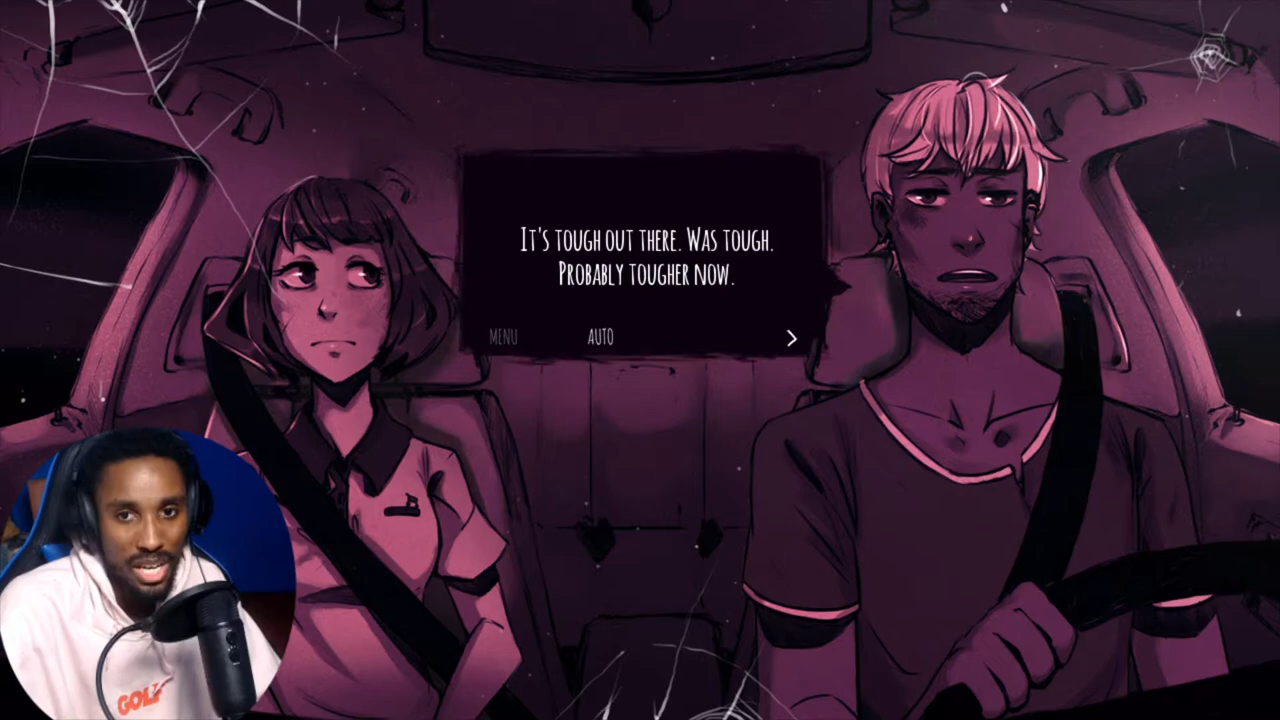 It's tough out there. Was tough.
Probably tougher now.
MENU
AUTO
GOLF